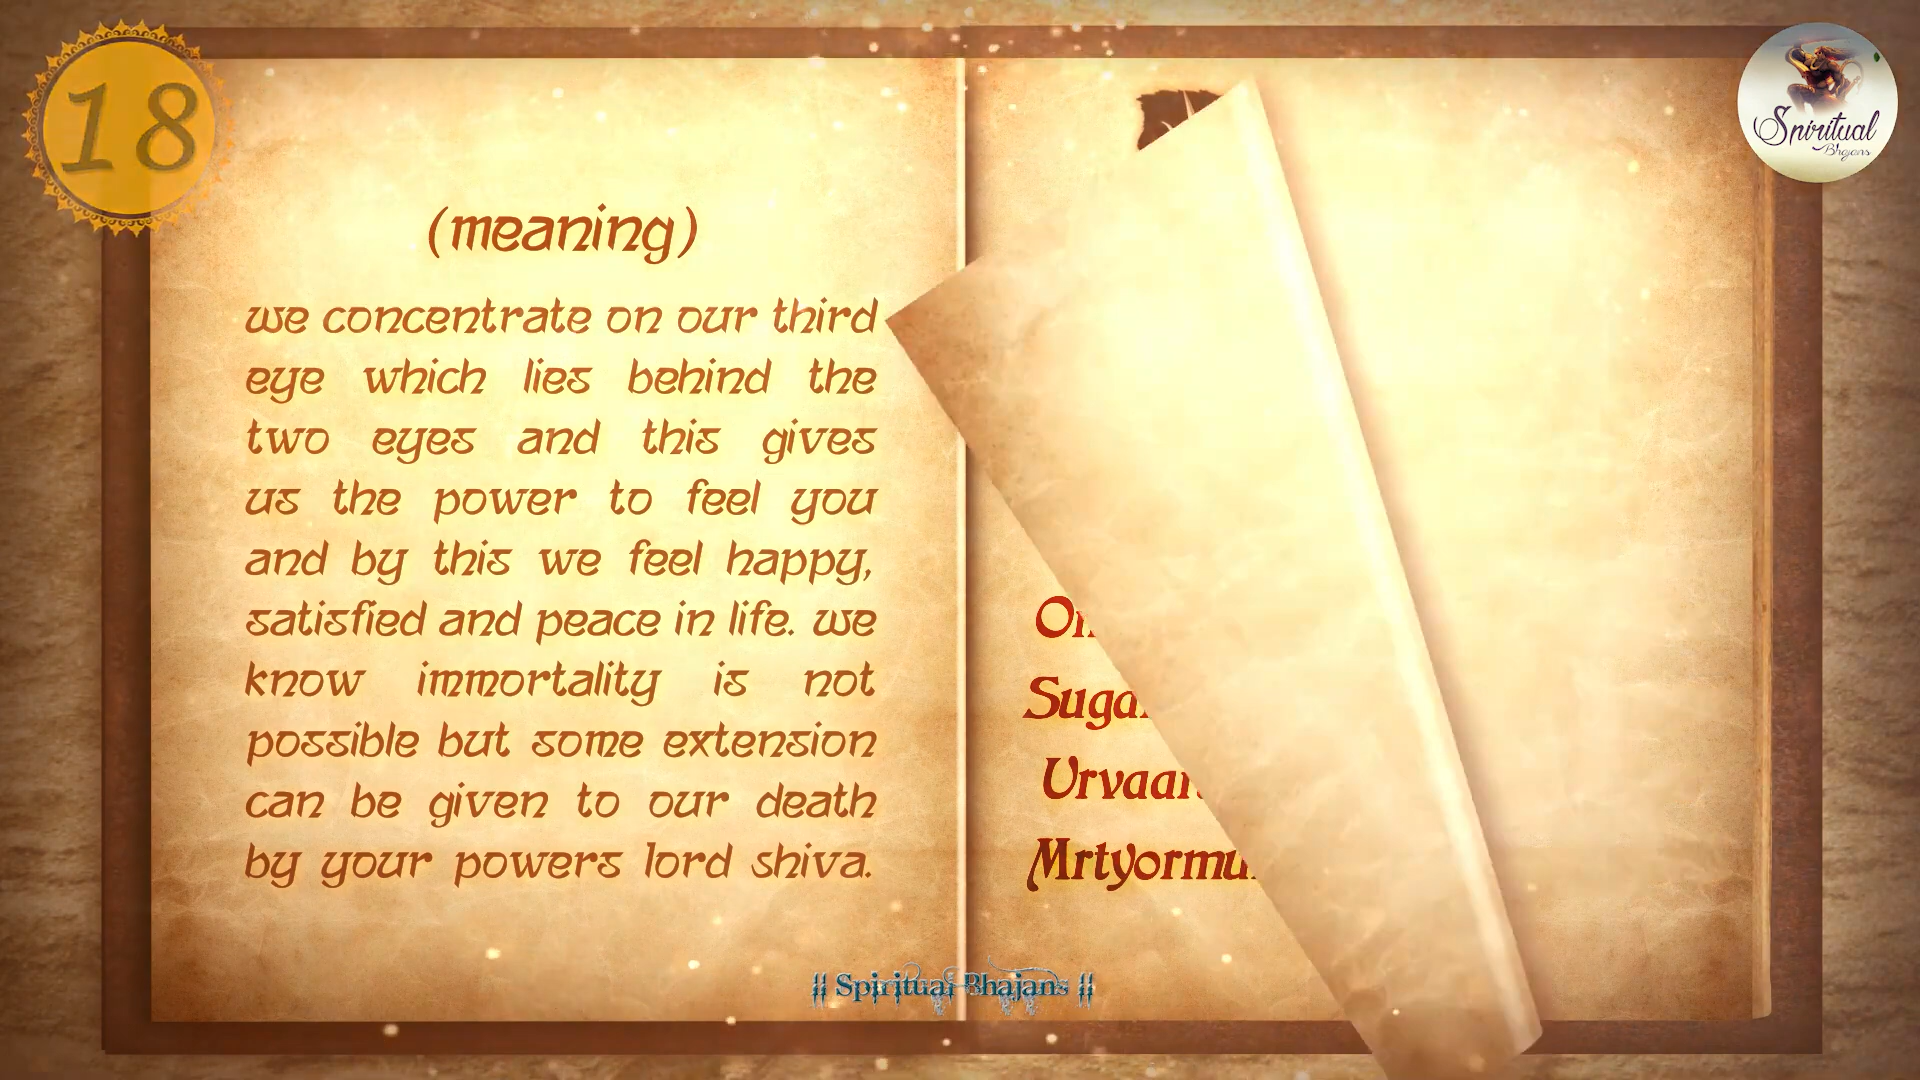 18
Spiritual
Bhajans
(meaning)
we concentrate on our third
eye which lies behind the
two eyes and this gives
us the power to feel you
and by this we feel happy,
satisfied and peace in life. we
know immortality is not
possible but some extension
can be given to our death
by your powers lord shiva.
|| Spiritual Bhajans ||